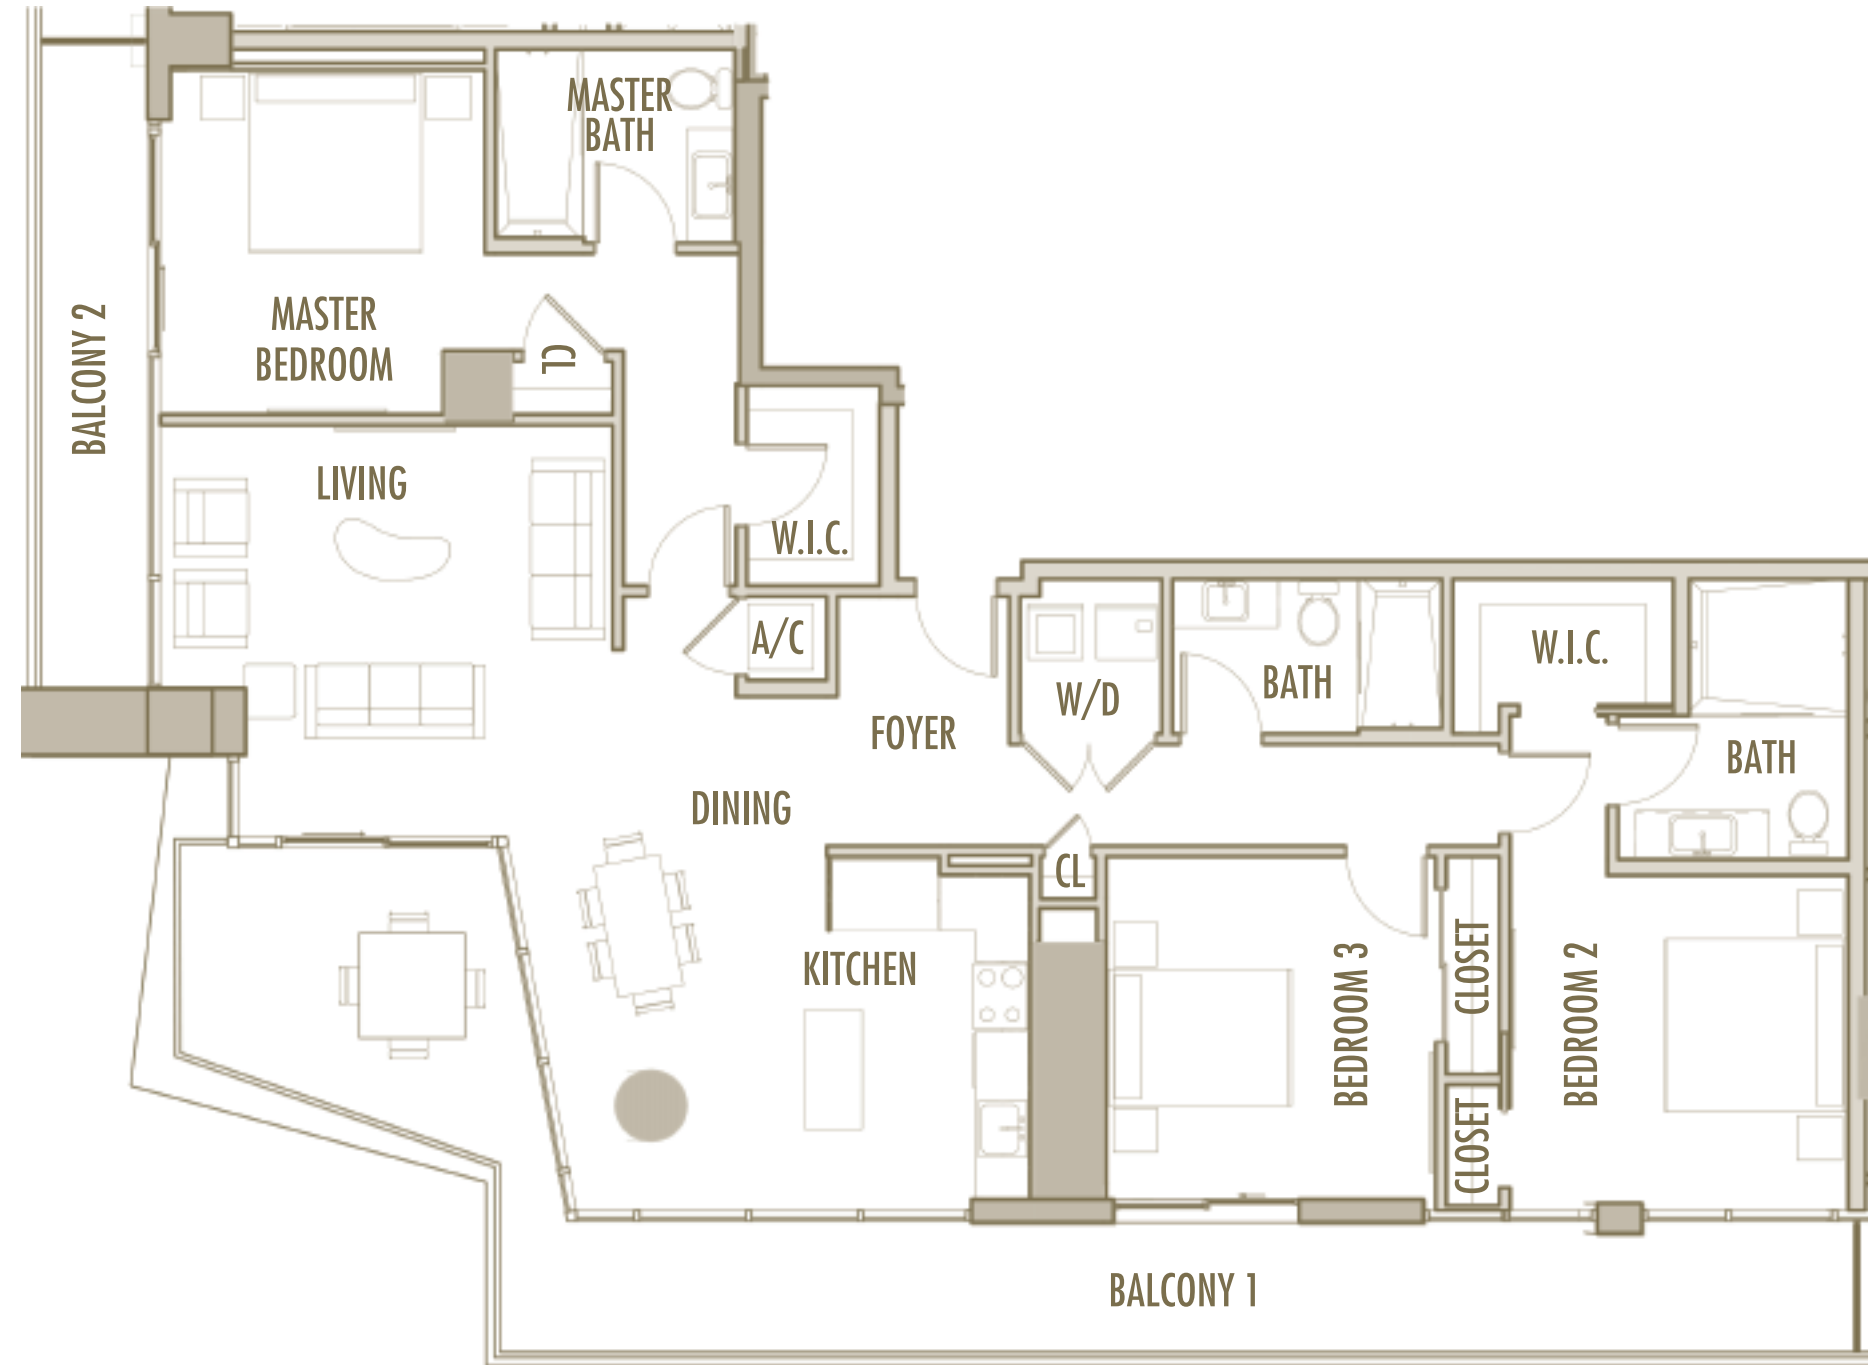 MASTER
BATH
MASTER
BEDROOM
CL
BALCONY 2
LIVING
W.I.C.
A/C
FOYER
W/D
BATH
W.I.C.
BATH
DINING
CL
KITCHEN
BEDROOM 3
CLOSET
CLOSET
BEDROOM 2
BALCONY 1